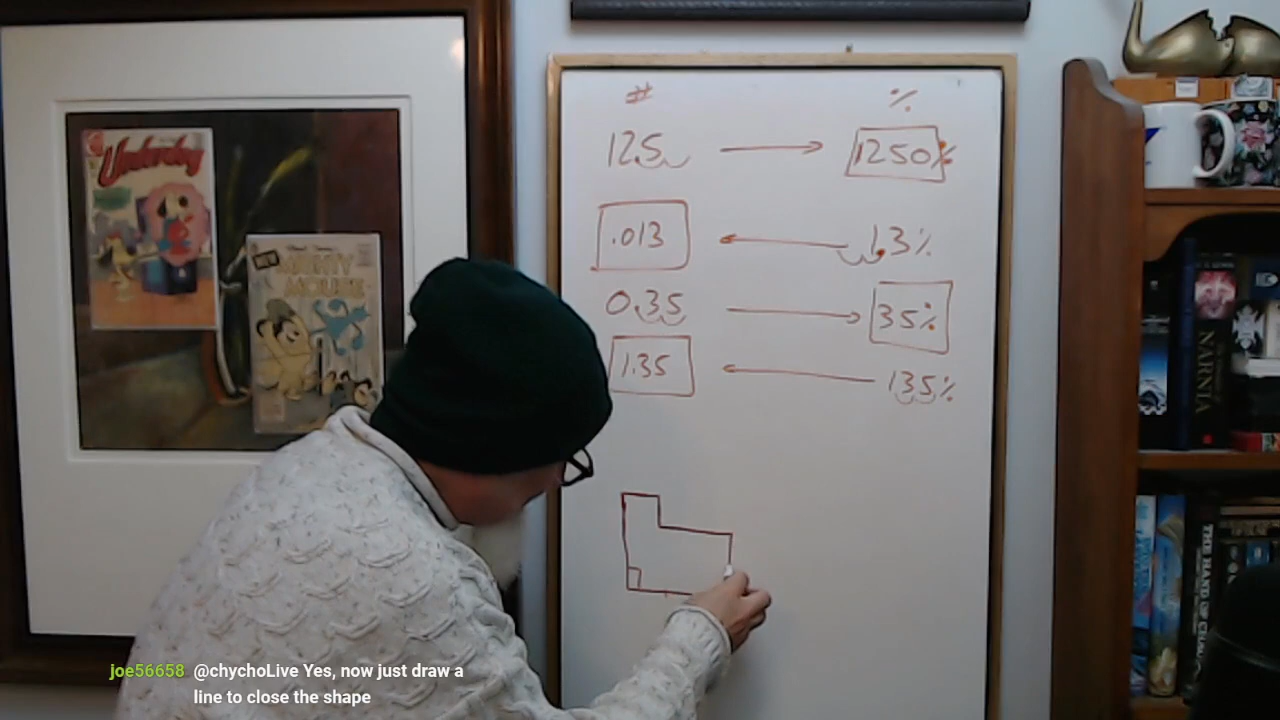 # %
12.5 1250%
.013 1.3%
0.35 35%
1.35 135%
Underdog
NEW
MIGHTY
MOUSE
NARNIA
joe56658 @chychoLive Yes, now just draw a
line to close the shape